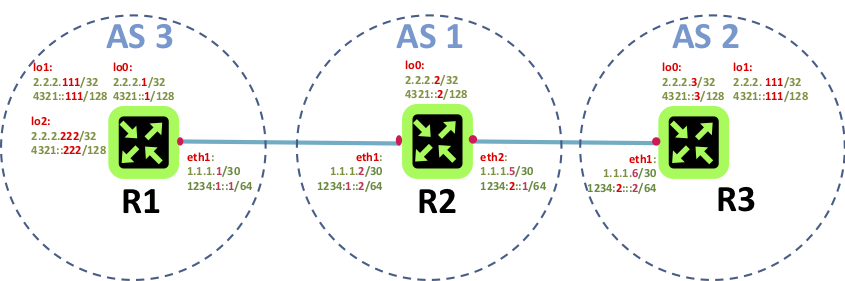 AS 3
AS 1
AS 2
lo1:
2.2.2.111/32
4321::111/128
lo0:
2.2.2.1/32
4321::1/128
lo2:
2.2.2.222/32
4321::222/128
eth1:
1.1.1.1/30
1234:1::1/64
R1
lo0:
2.2.2.2/32
4321::2/128
eth1:
1.1.1.2/30
1234:1::2/64
eth2:
1.1.1.5/30
1234:2::1/64
R2
lo0:
2.2.2.3/32
4321::3/128
lo1:
2.2.2. 111/32
4321::111/128
eth1:
1.1.1.6/30
1234:2:::2/64
R3